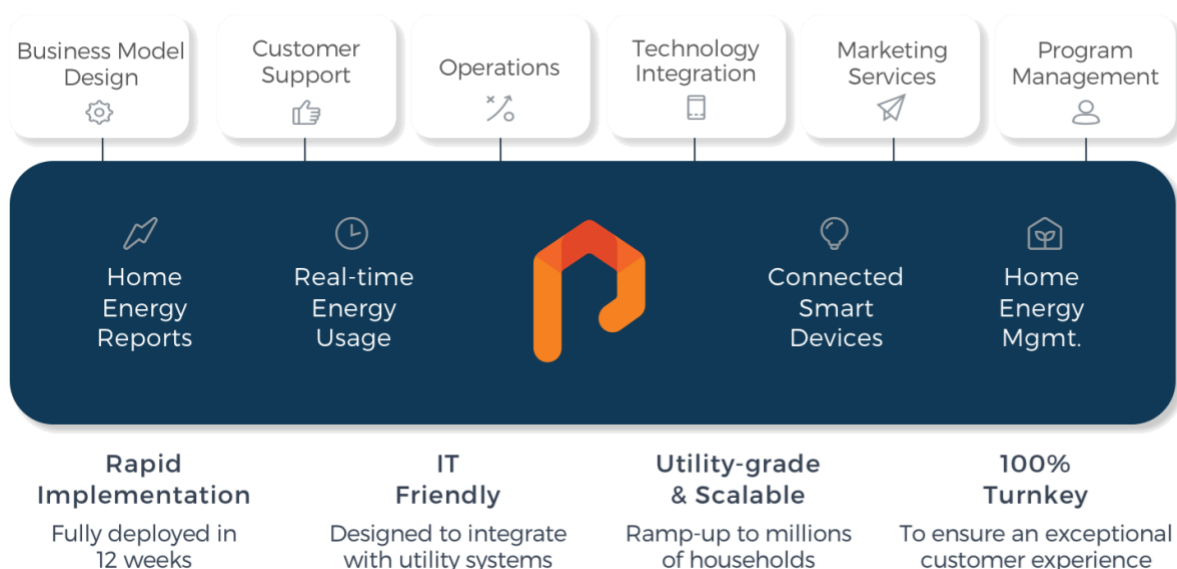 Business Model
Design
Customer
Support
Operations
Technology
Integration
Marketing
Services
Program
Management
Home
Energy
Reports
Real-time
Energy
Usage
Connected
Smart
Devices
Home
Energy
Mgmt.
Rapid
Implementation
Fully deployed in
12 weeks
IT
Friendly
Designed to integrate
with utility systems
Utility-grade
& Scalable
Ramp-up to millions
of households
100%
Turnkey
To ensure an exceptional
customer experience